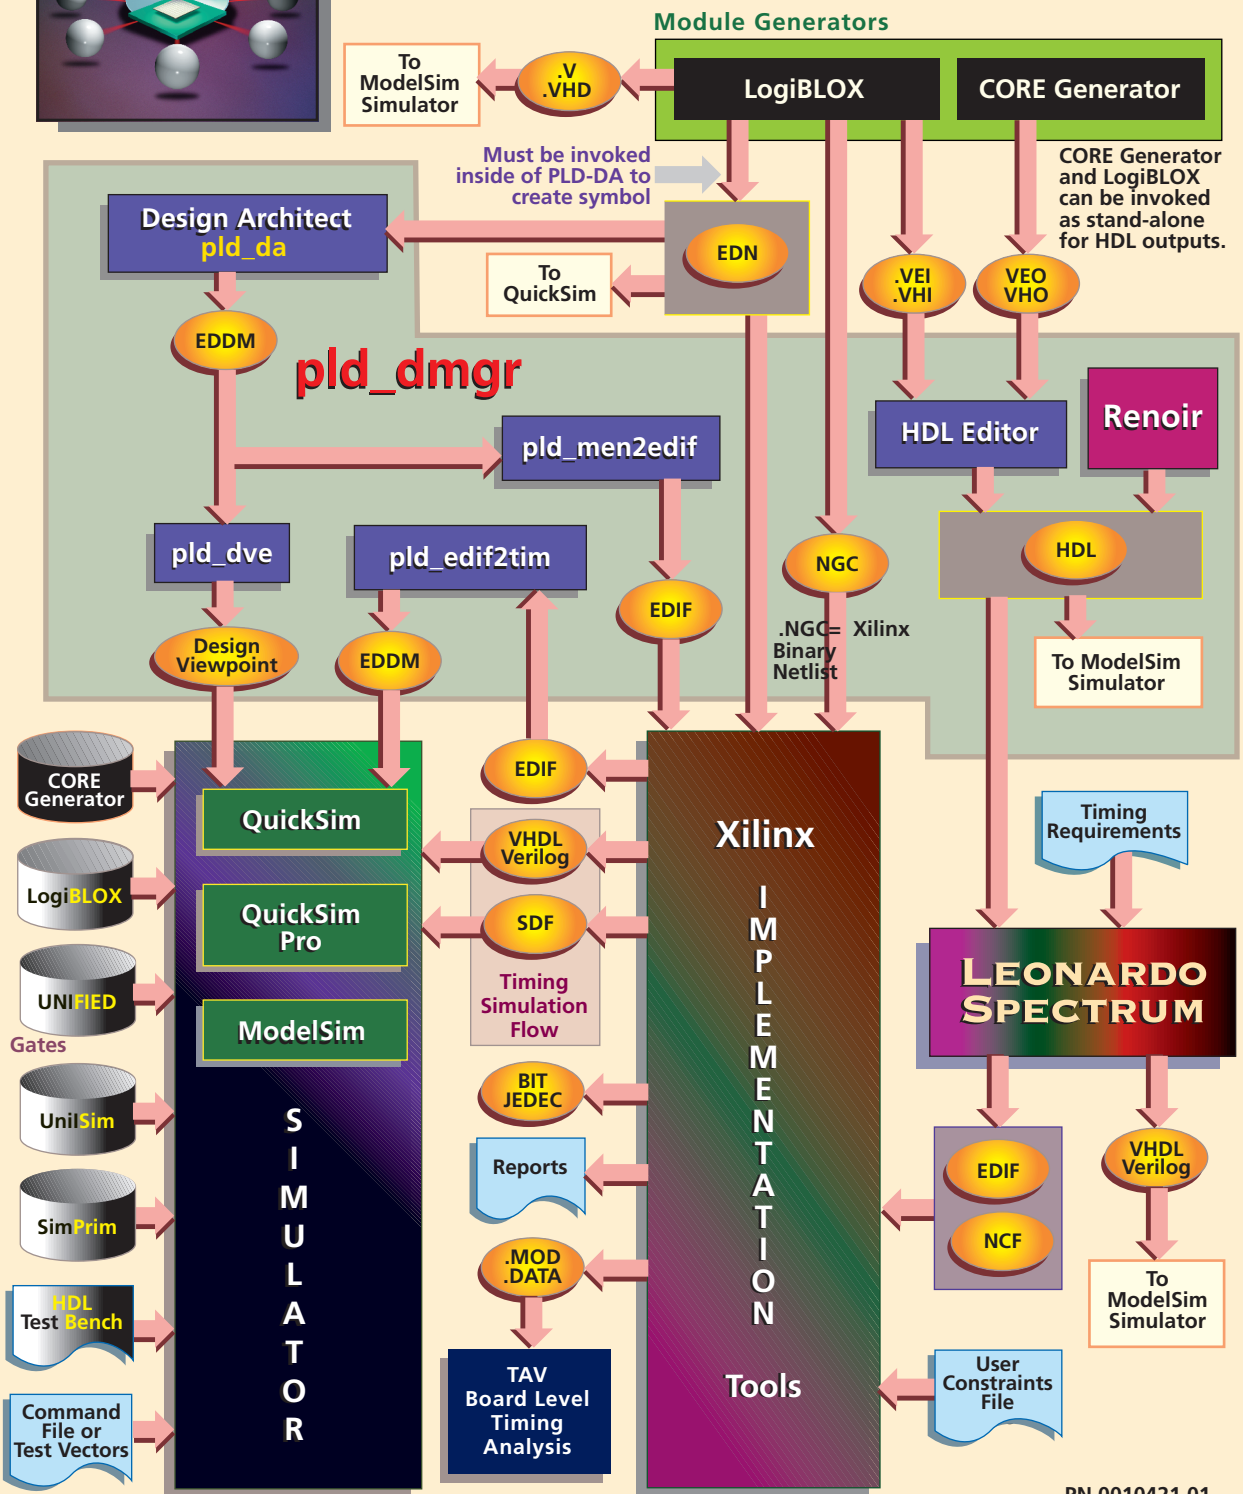 Module Generators
To
ModelSim
Simulator
.V
.VHD
LogiBLOX
CORE Generator
Must be invoked
inside of PLD-DA to
create symbol
CORE Generator
and LogiBLOX
can be invoked
as stand-alone
for HDL outputs.
Design Architect
pld_da
EDN
To
QuickSim
.VEI
.VHI
VEO
VHO
EDDM
pld_dmgr
pld_men2edif
HDL Editor
Renoir
pld_dve
pld_edif2tim
NGC
HDL
EDIF
.NGC= Xilinx
Binary
Netlist
Design
Viewpoint
EDDM
To ModelSim
Simulator
CORE
Generator
QuickSim
EDIF
VHDL
Verilog
Xilinx
Timing
Requirements
LogiBLOX
QuickSim
Pro
SDF
IMPLEMENTATION
LEONARDO
SPECTRUM
UNIFIED
Timing
Simulation
Flow
ModelSim
Gates
UnilSim
SIMULATOR
BIT
JEDEC
Reports
EDIF
NCF
VHDL
Verilog
SimPrim
.MOD
.DATA
To
ModelSim
Simulator
HDL
Test Bench
TAV
Board Level
Timing
Analysis
Tools
User
Constraints
File
Command
File or
Test Vectors
PN 0010421 01